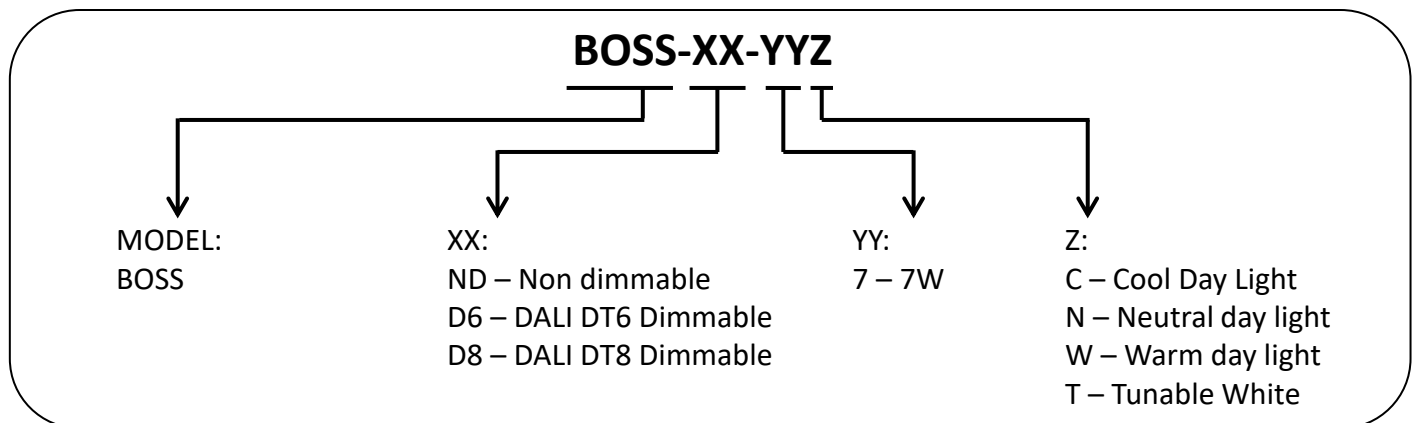 BOSS-XX-YYZ
MODEL:
BOSS
XX:
ND – Non dimmable
D6 – DALI DT6 Dimmable
D8 – DALI DT8 Dimmable
YY:
7 – 7W
Z:
C – Cool Day Light
N – Neutral day light
W – Warm day light
T – Tunable White